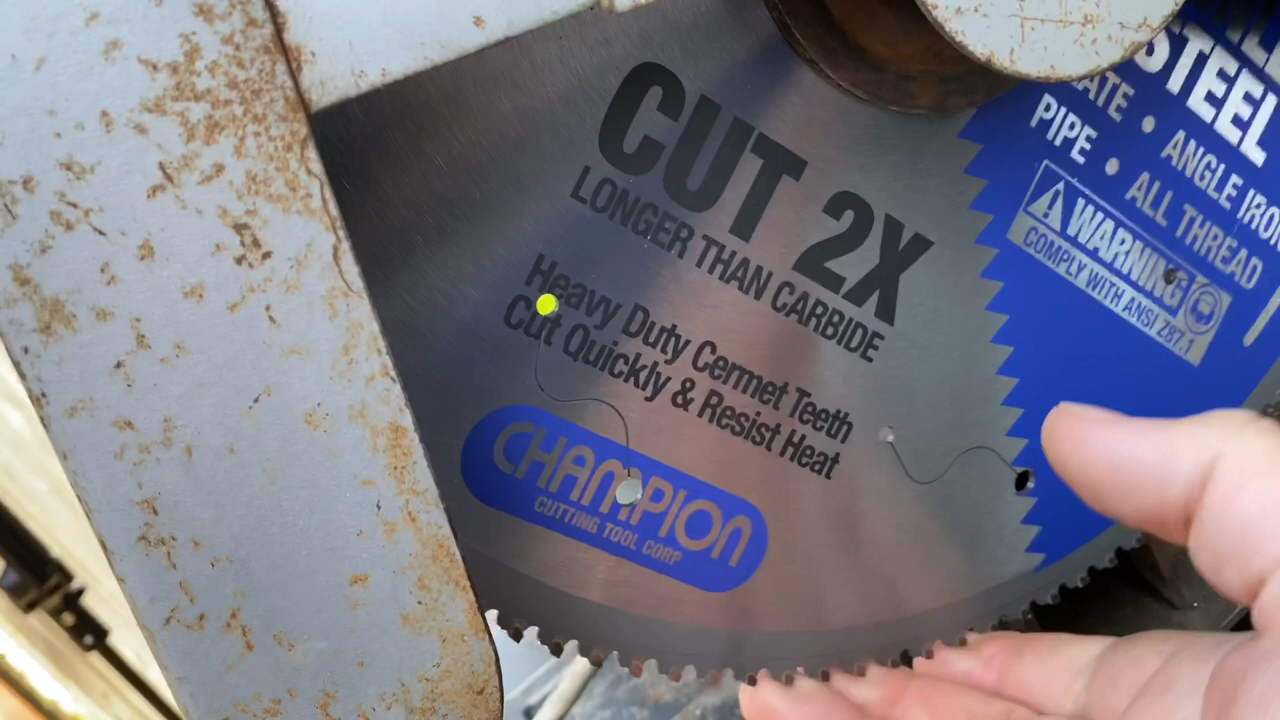 CUT 2X
LONGER THAN CARBIDE
Heavy Duty Cermet Teeth
Cut Quickly & Resist Heat
CHAMPION
CUTTING TOOL CORP
STEEL
PIPE • ANGLE IRON
• ALL THREAD
WARNING
COMPLY WITH ANSI Z87.1